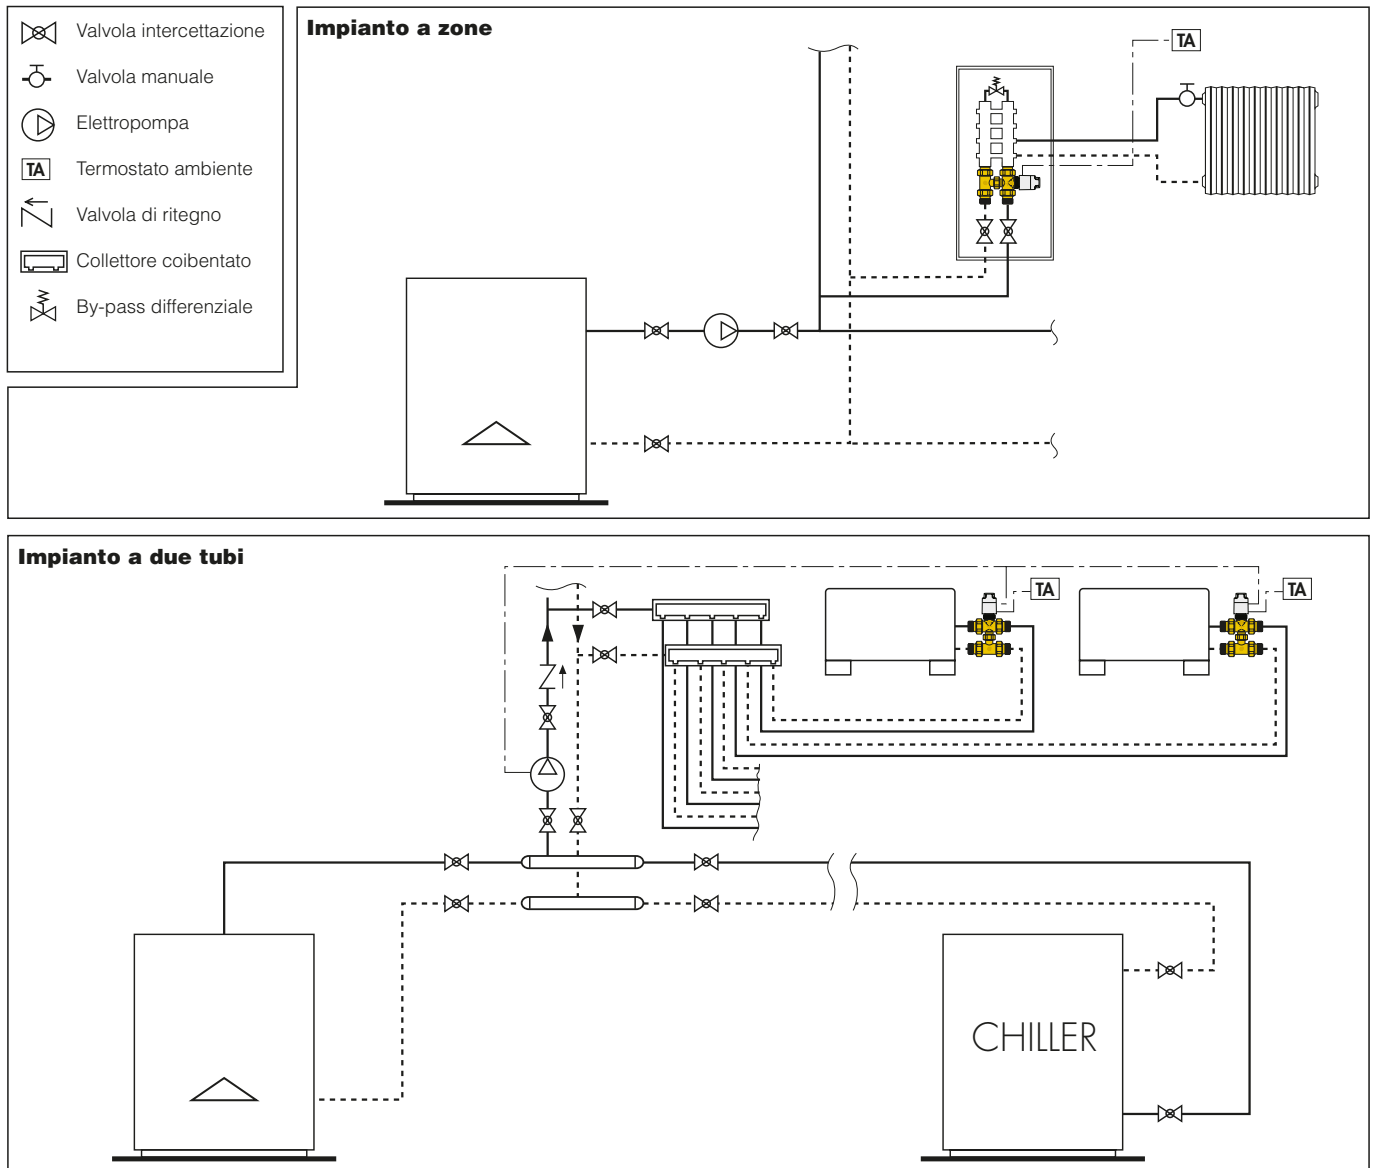 Valvola intercettazione
Valvola manuale
Elettropompa
TA Termostato ambiente
Valvola di ritegno
Collettore coibentato
By-pass differenziale
Impianto a zone
TA
Impianto a due tubi
TA
TA
CHILLER